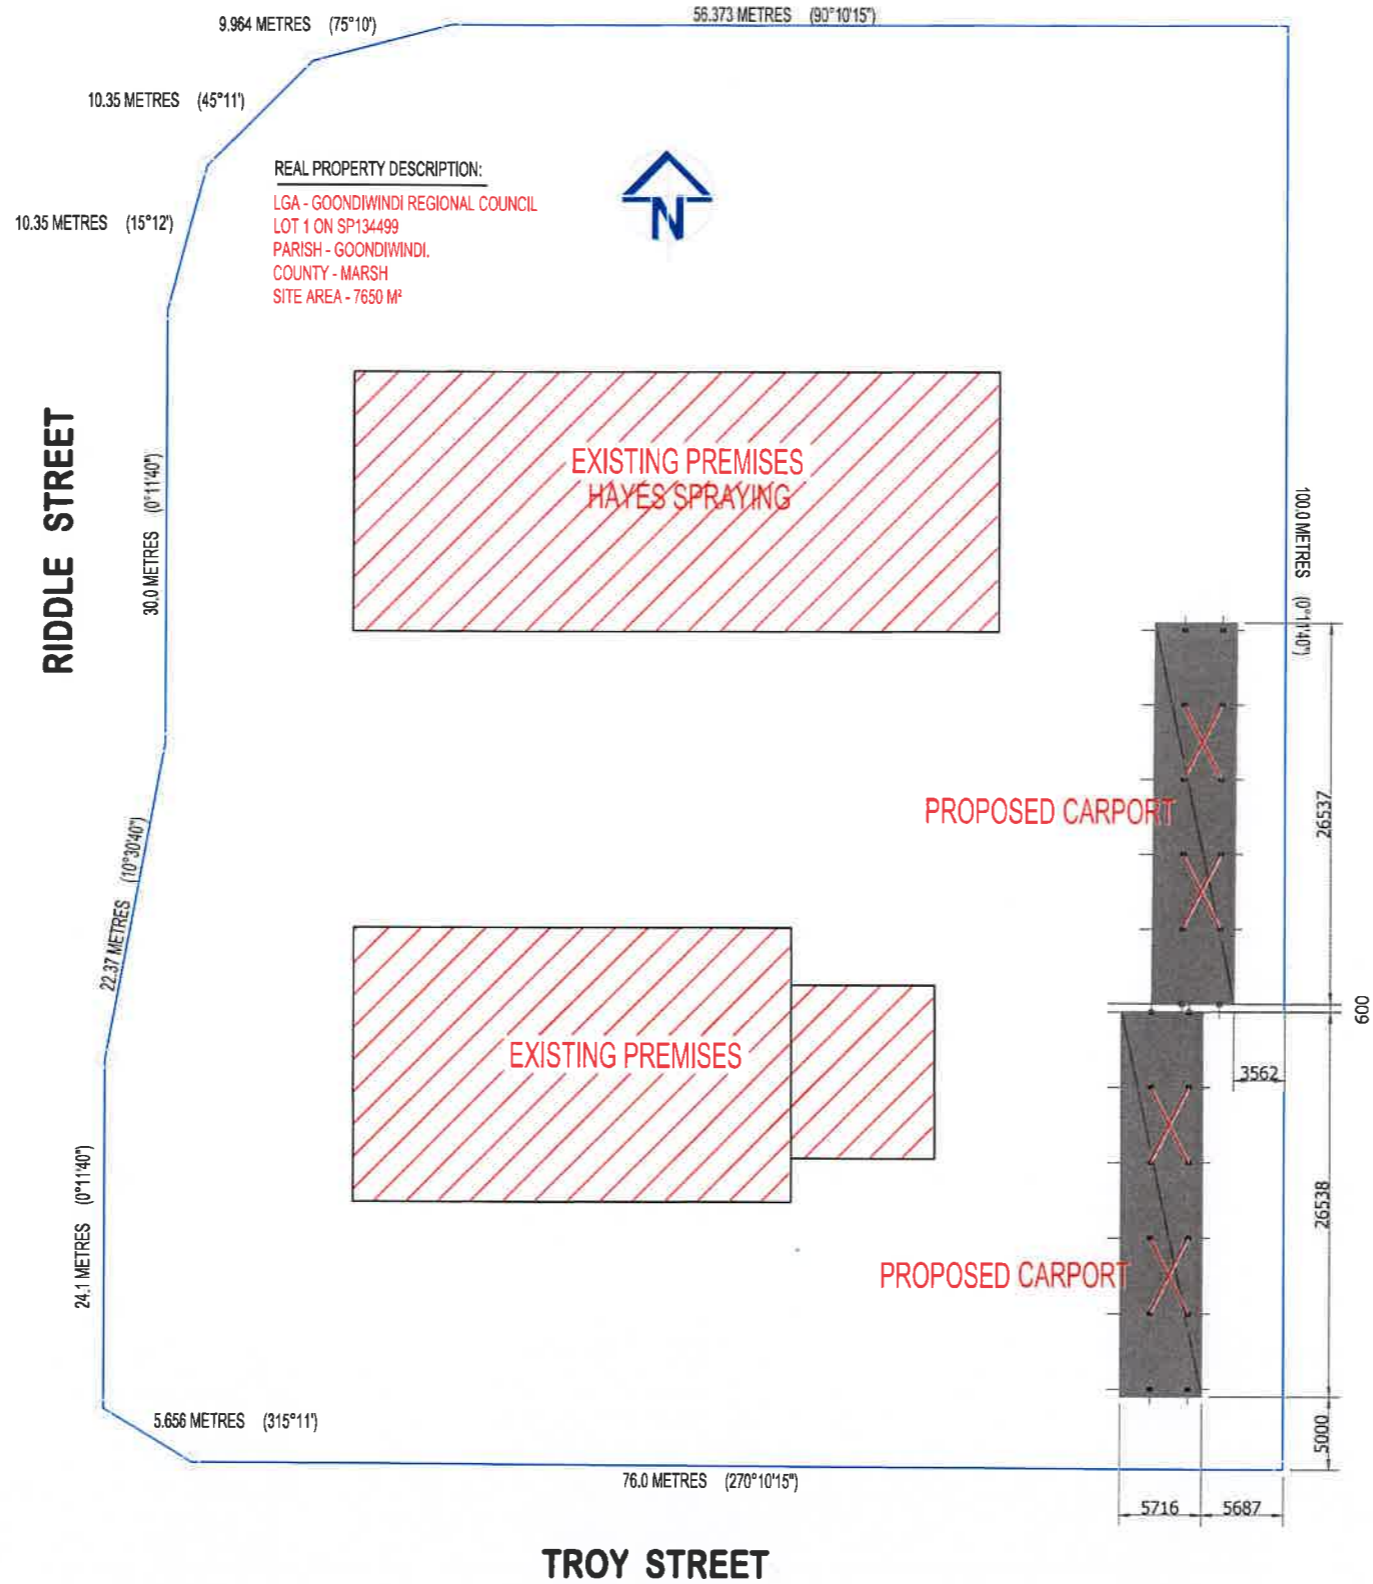 56.373 METRES (90°10'15")
9.964 METRES (75°10')
10.35 METRES (45°11')
10.35 METRES (15°12')
REAL PROPERTY DESCRIPTION:
LGA - GOONDIWINDI REGIONAL COUNCIL
LOT 1 ON SP134499
PARISH - GOONDIWINDI.
COUNTY - MARSH
SITE AREA - 7650 M²
N
RIDDLE STREET
30.0 METRES (0°11'40")
EXISTING PREMISES
HAYES SPRAYING
100.0 METRES (0°11'40")
PROPOSED CARPORT
26537
22.37 METRES (10°30'40")
600
EXISTING PREMISES
3562
24.1 METRES (0°11'40")
26538
PROPOSED CARPORT
5.656 METRES (315°11')
5000
76.0 METRES (270°10'15")
5716
5687
TROY STREET